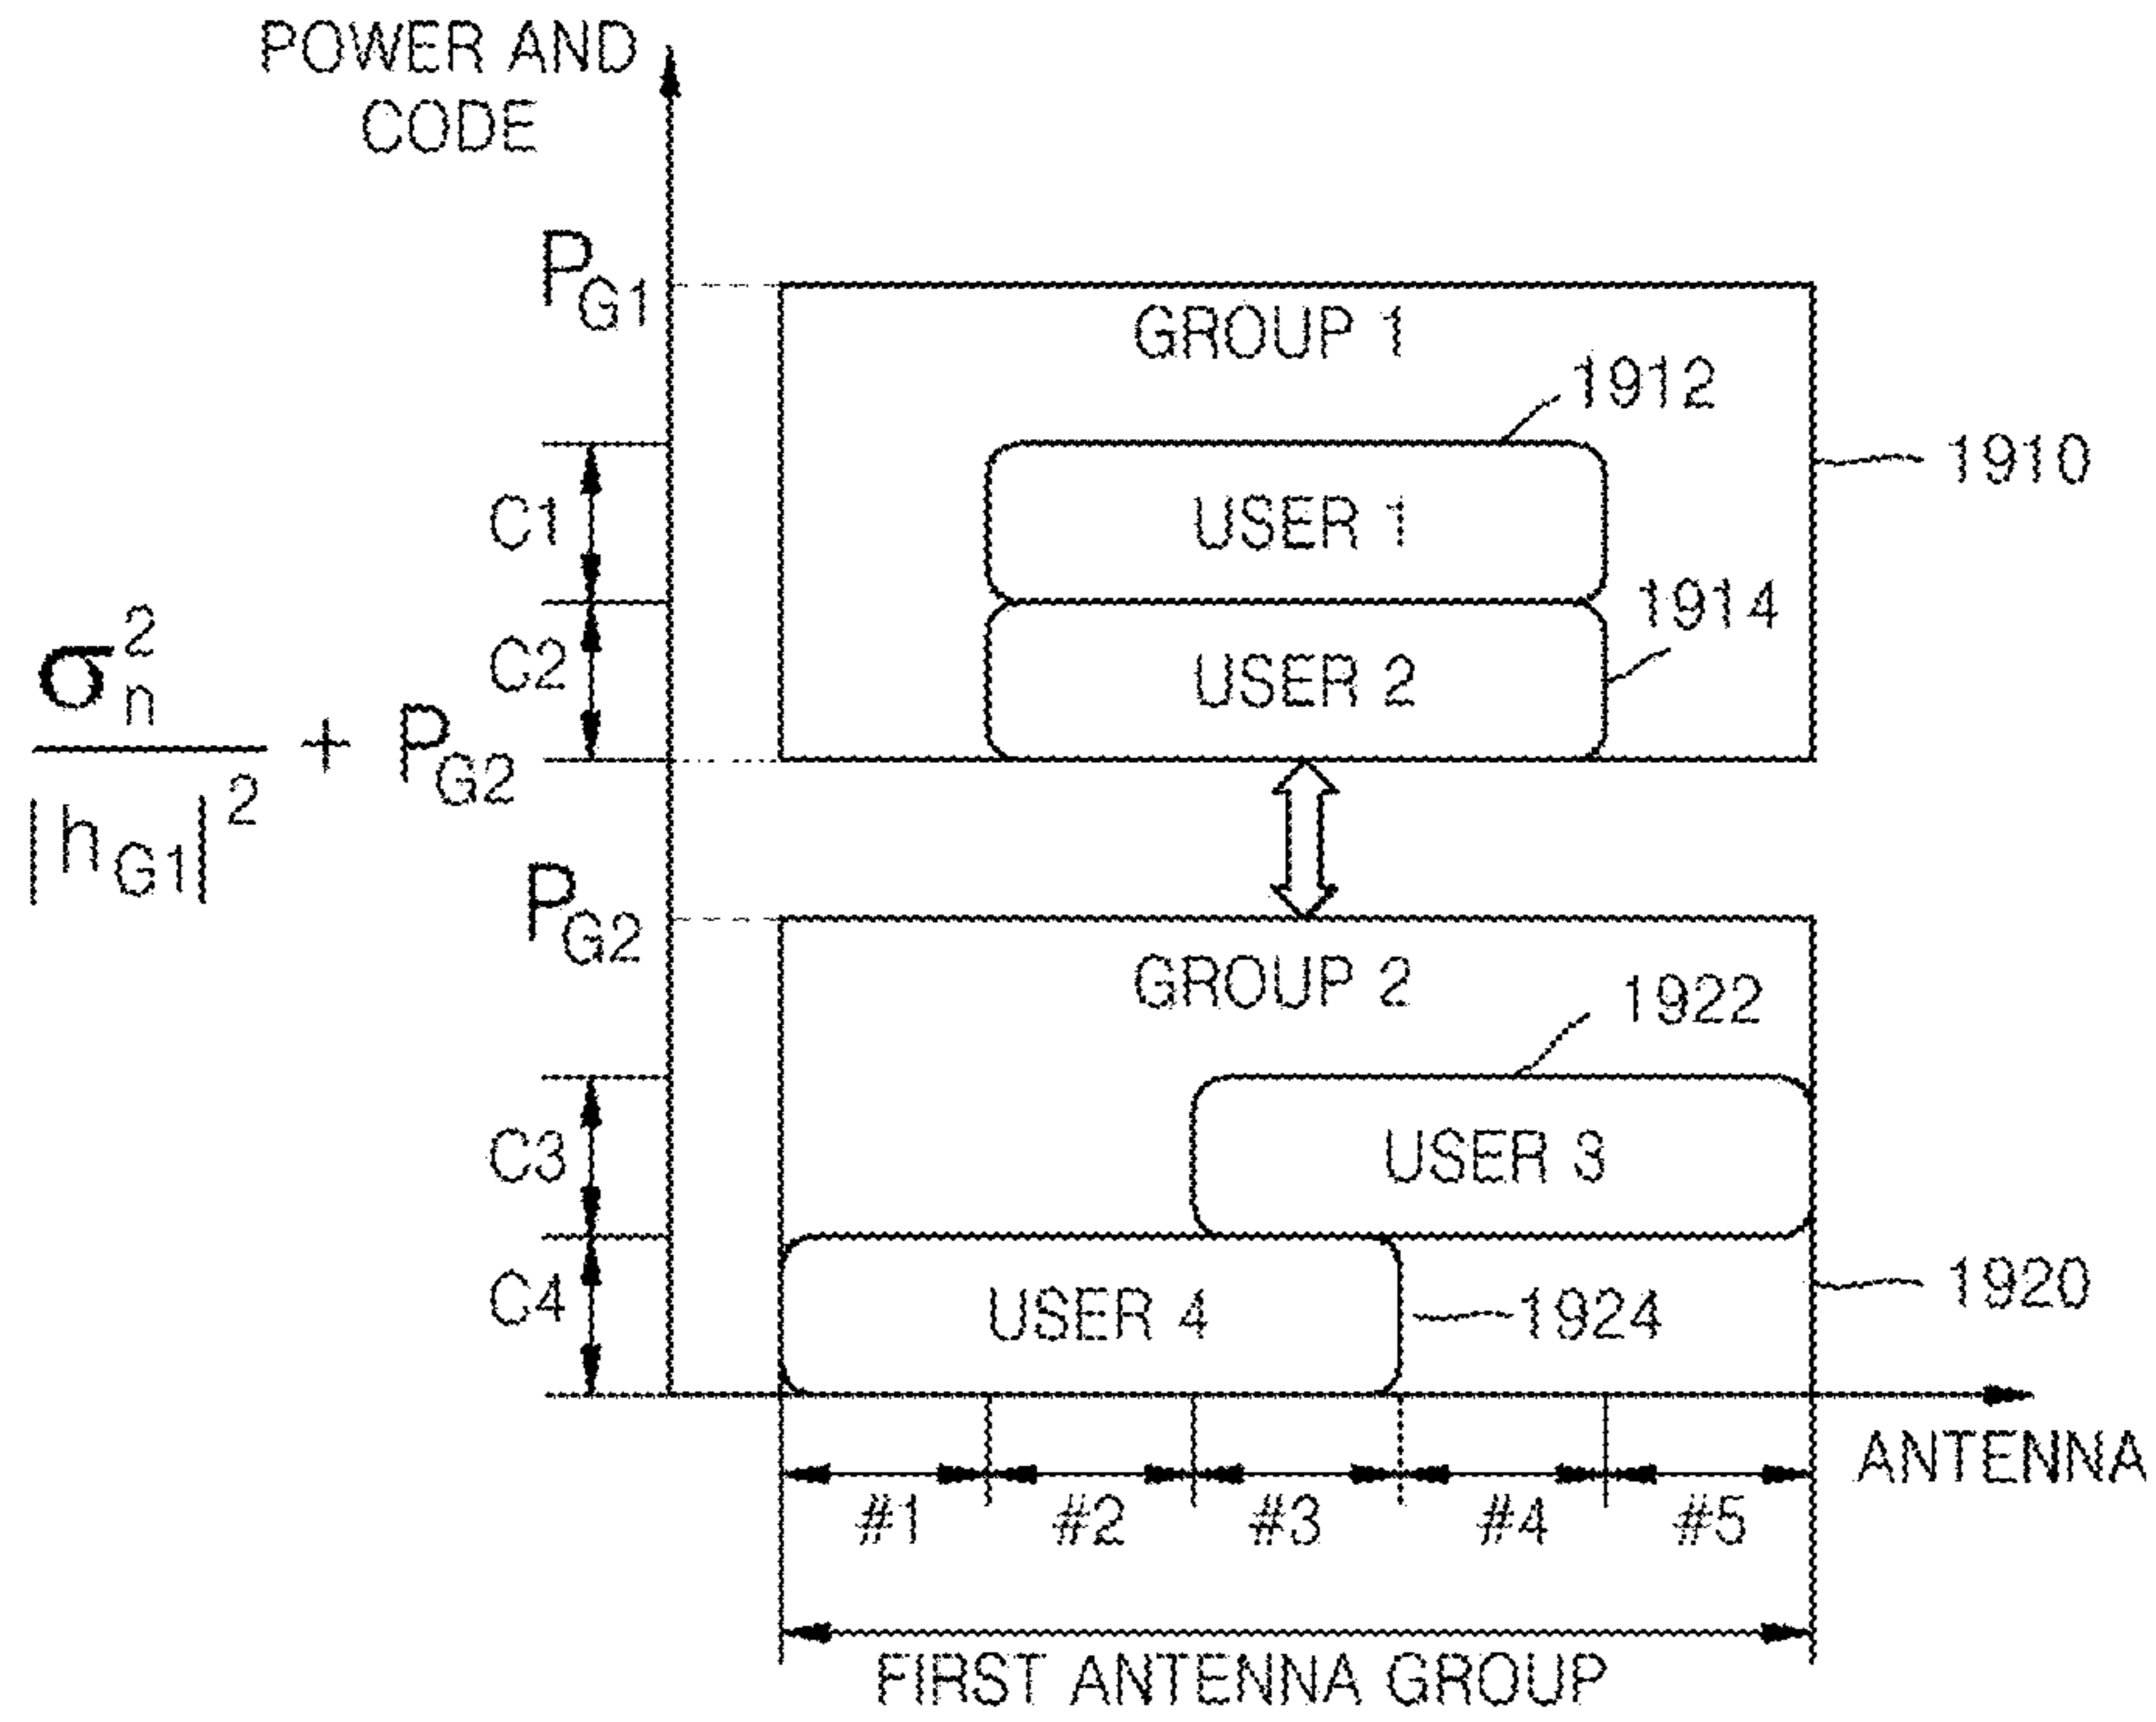 POWER AND
CODE
P_G1
GROUP 1
1912
1910
C1
USER 1
1914
C2
USER 2
σ_n^2 / |h_G1|^2 + P_G2
P_G2
GROUP 2
1922
C3
USER 3
1920
C4
USER 4
1924
ANTENNA
#1 #2 #3 #4 #5
FIRST ANTENNA GROUP